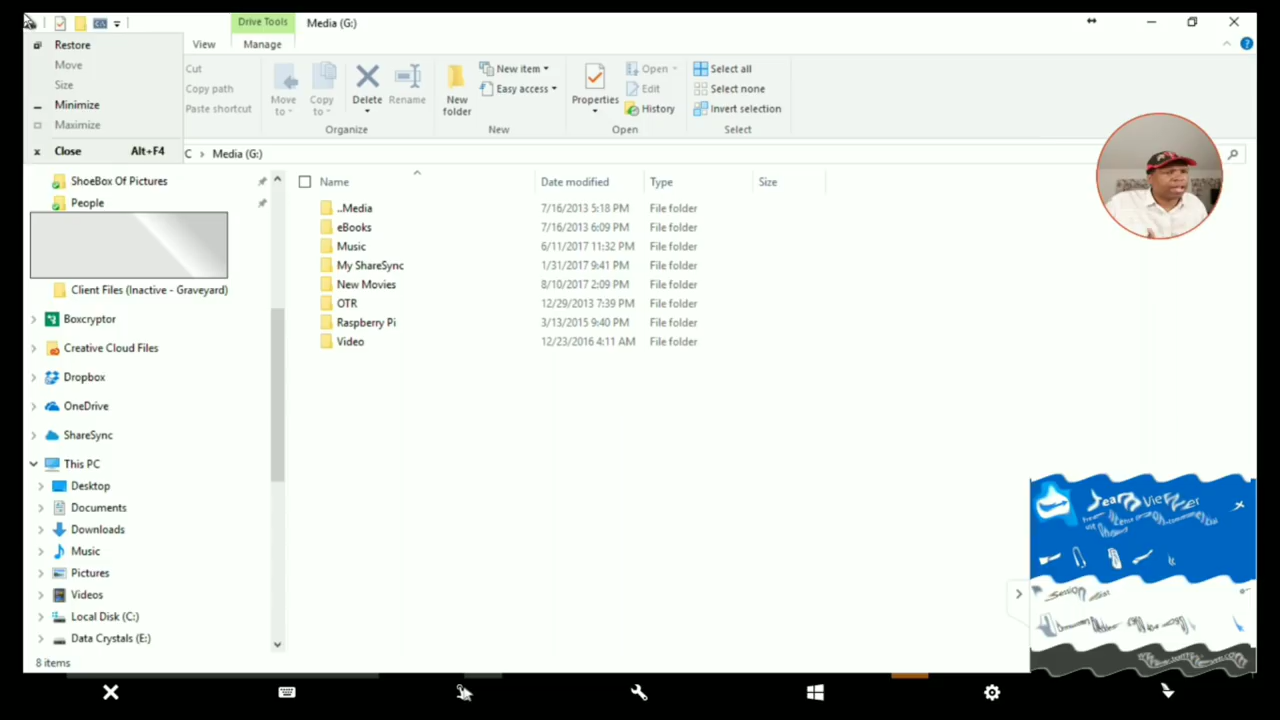 Drive Tools
Media (G:)
View
Manage
Restore
Move
Size
Minimize
Maximize
Close Alt+F4
Cut
Copy path
Paste shortcut
Move to
Copy to
Delete
Rename
Organize
New folder
New item
Easy access
New
Properties
Open
Edit
History
Open
Select all
Select none
Invert selection
Select
C > Media (G:)
ShoeBox Of Pictures
People
Client Files (Inactive - Graveyard)
Boxcryptor
Creative Cloud Files
Dropbox
OneDrive
ShareSync
This PC
Desktop
Documents
Downloads
Music
Pictures
Videos
Local Disk (C:)
Data Crystals (E:)
Name Date modified Type Size
..Media 7/16/2013 5:18 PM File folder
eBooks 7/16/2013 6:09 PM File folder
Music 6/11/2017 11:32 PM File folder
My ShareSync 1/31/2017 9:41 PM File folder
New Movies 8/10/2017 2:09 PM File folder
OTR 12/29/2013 7:39 PM File folder
Raspberry Pi 3/13/2015 9:40 PM File folder
Video 12/23/2016 4:11 AM File folder
8 items